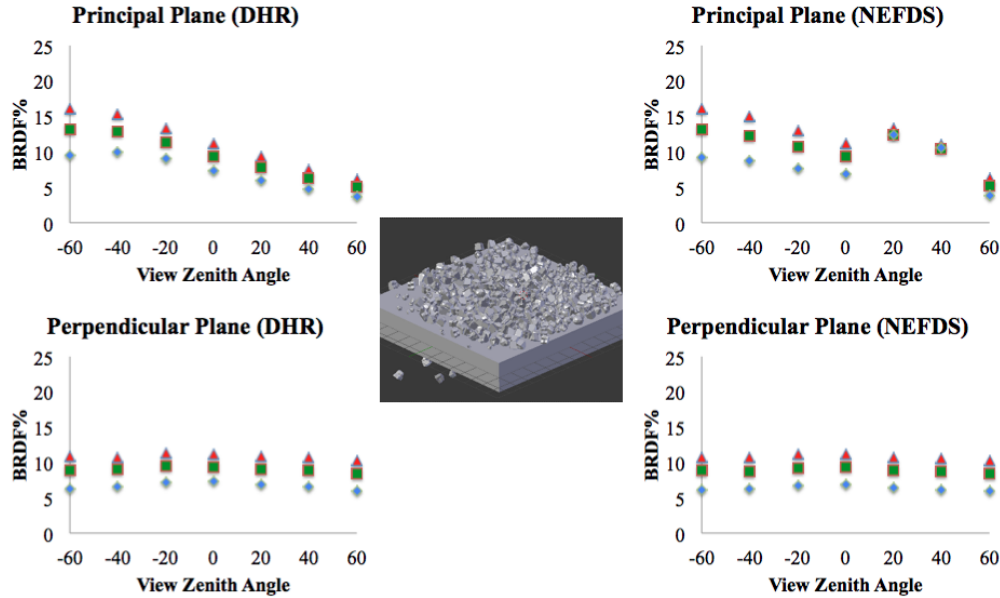 Principal Plane (DHR)
BRDF%
25
20
15
10
5
0
-60 -40 -20 0 20 40 60
View Zenith Angle
Principal Plane (NEFDS)
BRDF%
25
20
15
10
5
0
-60 -40 -20 0 20 40 60
View Zenith Angle
Perpendicular Plane (DHR)
BRDF%
25
20
15
10
5
0
-60 -40 -20 0 20 40 60
View Zenith Angle
Perpendicular Plane (NEFDS)
BRDF%
25
20
15
10
5
0
-60 -40 -20 0 20 40 60
View Zenith Angle